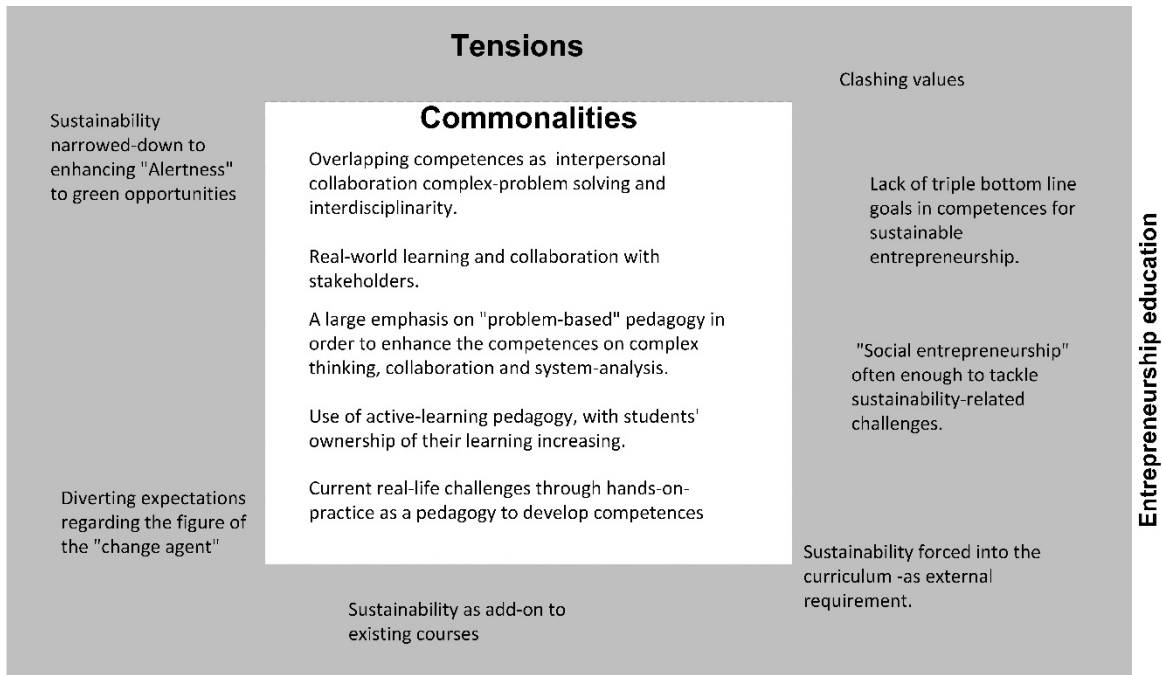 Tensions
Clashing values
Sustainability
narrowed-down to
enhancing "Alertness"
to green opportunities
Commonalities
Overlapping competences as  interpersonal
collaboration complex-problem solving and
interdisciplinarity.
Real-world learning and collaboration with
stakeholders.
A large emphasis on "problem-based" pedagogy in
order to enhance the competences on complex
thinking, collaboration and system-analysis.
Use of active-learning pedagogy, with students'
ownership of their learning increasing.
Current real-life challenges through hands-on-
practice as a pedagogy to develop competences
Lack of triple bottom line
goals in competences for
sustainable
entrepreneurship.
"Social entrepreneurship"
often enough to tackle
sustainability-related
challenges.
Diverting expectations
regarding the figure of
the "change agent"
Sustainability forced into the
curriculum -as external
requirement.
Sustainability as add-on to
existing courses
Entrepreneurship education